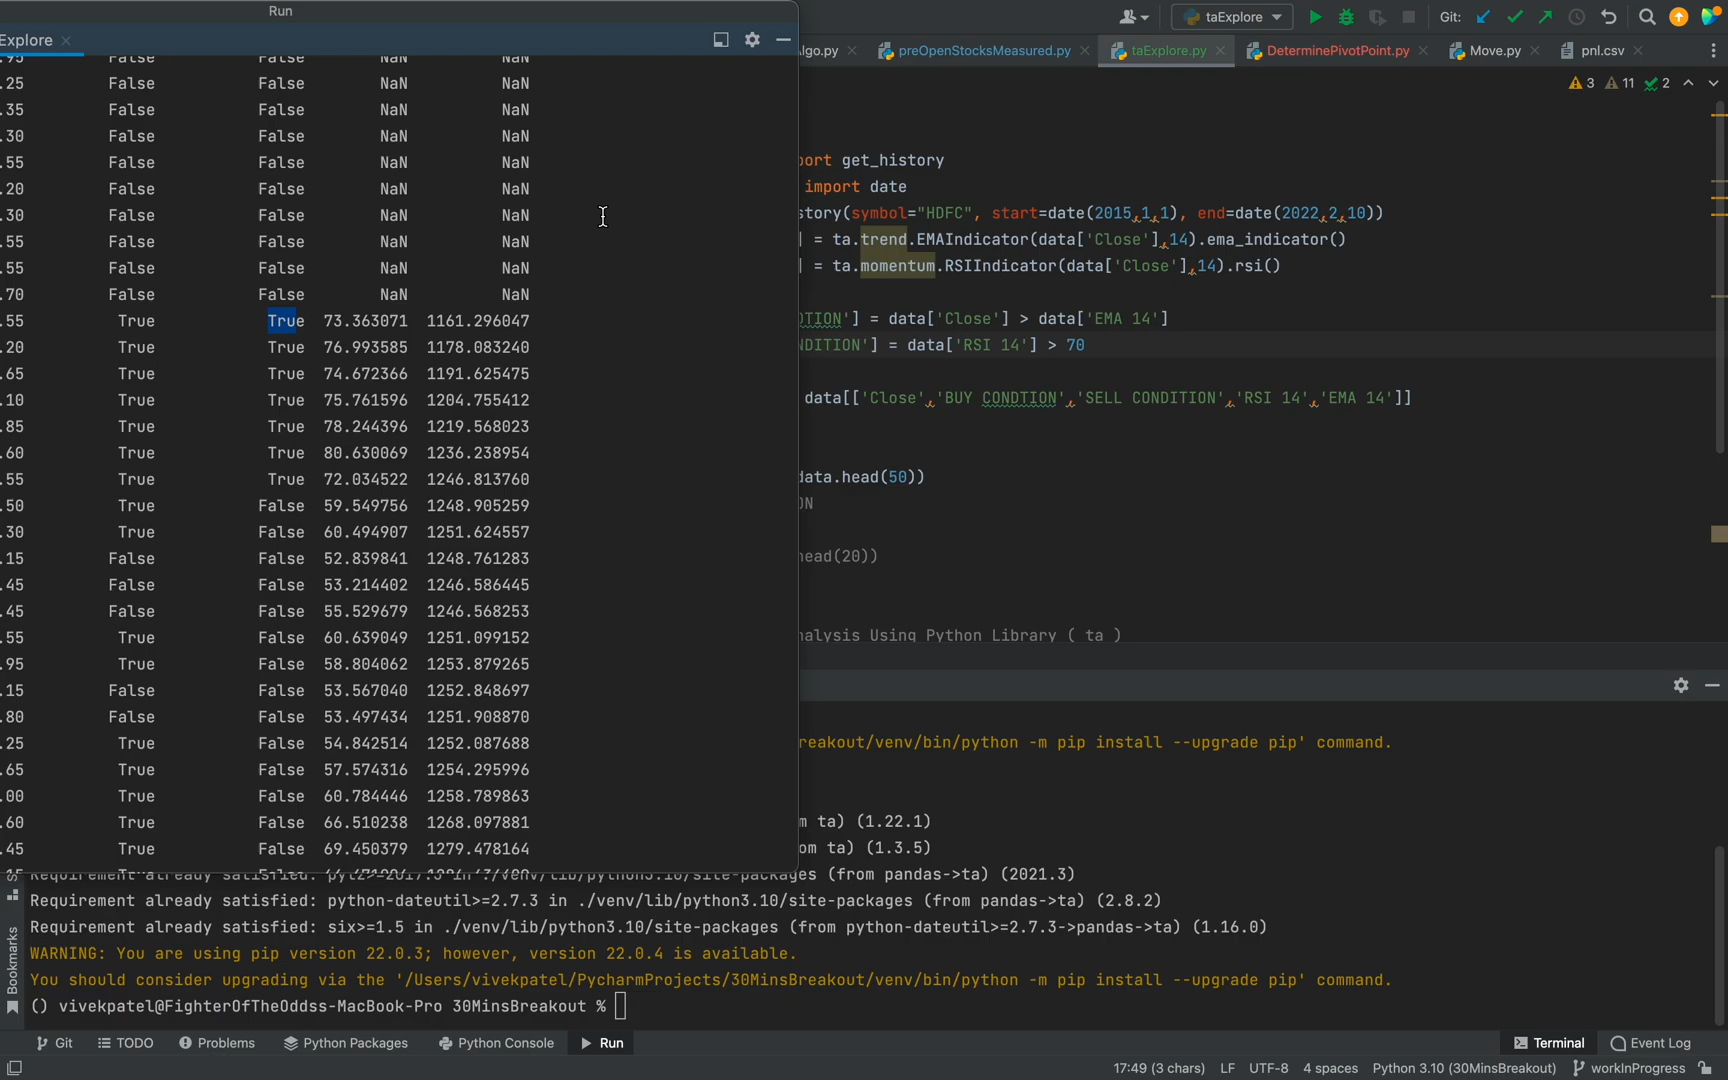 Run
taExplore
Git:
Explore
lgo.py
preOpenStocksMeasured.py
taExplore.py
DeterminePivotPoint.py
Move.py
pnl.csv
3 11 2
.95 False False NaN NaN
.25 False False NaN NaN
.35 False False NaN NaN
.30 False False NaN NaN
.55 False False NaN NaN
.20 False False NaN NaN
.30 False False NaN NaN
.55 False False NaN NaN
.55 False False NaN NaN
.70 False False NaN NaN
.55 True True 73.363071 1161.296047
.20 True True 76.993585 1178.083240
.65 True True 74.672366 1191.625475
.10 True True 75.761596 1204.755412
.85 True True 78.244396 1219.568023
.60 True True 80.630069 1236.238954
.55 True True 72.034522 1246.813760
.50 True False 59.549756 1248.905259
.30 True False 60.494907 1251.624557
.15 False False 52.839841 1248.761283
.45 False False 53.214402 1246.586445
.45 False False 55.529679 1246.568253
.55 True False 60.639049 1251.099152
.95 True False 58.804062 1253.879265
.15 False False 53.567040 1252.848697
.80 False False 53.497434 1251.908870
.25 True False 54.842514 1252.087688
.65 True False 57.574316 1254.295996
.00 True False 60.784446 1258.789863
.60 True False 66.510238 1268.097881
.45 True False 69.450379 1279.478164
port get_history
import date
story(symbol="HDFC", start=date(2015,1,1), end=date(2022,2,10))
] = ta.trend.EMAIndicator(data['Close'],14).ema_indicator()
] = ta.momentum.RSIIndicator(data['Close'],14).rsi()
DTION'] = data['Close'] > data['EMA 14']
NDITION'] = data['RSI 14'] > 70
data[['Close','BUY CONDTION','SELL CONDITION','RSI 14','EMA 14']]
data.head(50))
ON
head(20))
nalysis Using Python Library ( ta )
reakout/venv/bin/python -m pip install --upgrade pip' command.
m ta) (1.22.1)
om ta) (1.3.5)
(from pandas->ta) (2021.3)
Requirement already satisfied: python-dateutil>=2.7.3 in ./venv/lib/python3.10/site-packages (from pandas->ta) (2.8.2)
Requirement already satisfied: six>=1.5 in ./venv/lib/python3.10/site-packages (from python-dateutil>=2.7.3->pandas->ta) (1.16.0)
WARNING: You are using pip version 22.0.3; however, version 22.0.4 is available.
You should consider upgrading via the '/Users/vivekpatel/PycharmProjects/30MinsBreakout/venv/bin/python -m pip install --upgrade pip' command.
() vivekpatel@FighterOfTheOddss-MacBook-Pro 30MinsBreakout %
Bookmarks
Git
TODO
Problems
Python Packages
Python Console
Run
Terminal
Event Log
17:49 (3 chars) LF UTF-8 4 spaces Python 3.10 (30MinsBreakout) workInProgress